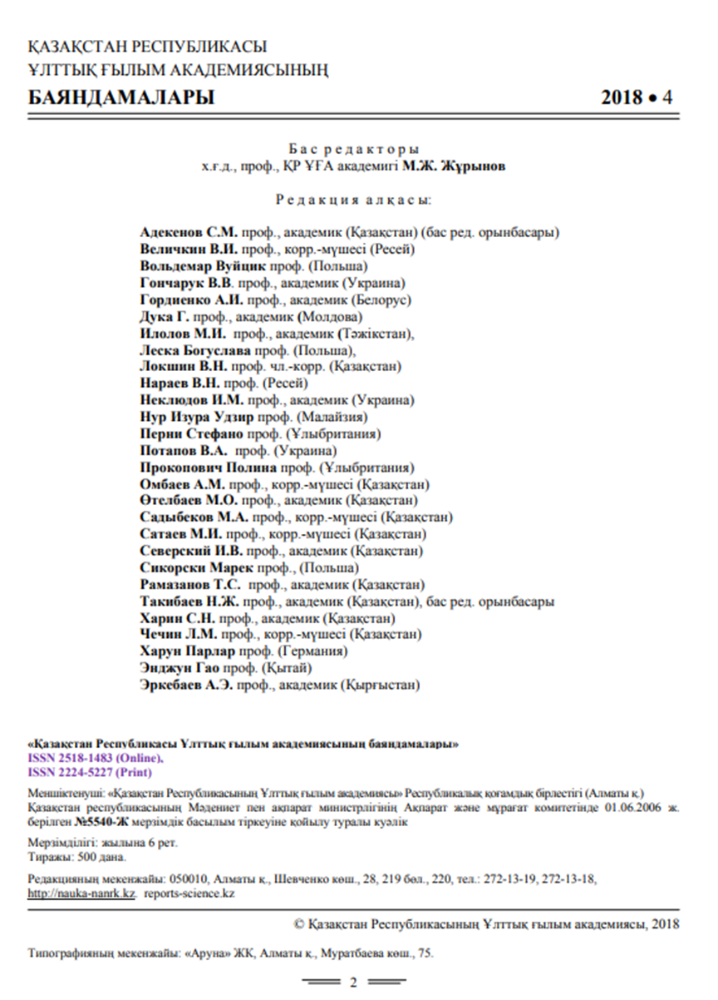 ҚАЗАҚСТАН РЕСПУБЛИКАСЫ
ҰЛТТЫҚ ҒЫЛЫМ АКАДЕМИЯСЫНЫҢ
БАЯНДАМАЛАРЫ 2018 • 4
Б а с р е д а к т о р ы
х.ғ.д., проф., ҚР ҰҒА академигі М.Ж. Жұрынов
Р е д а к ц и я а л қ а с ы:
Адекенов С.М. проф., академик (Қазақстан) (бас ред. орынбасары)
Величкин В.И. проф., корр.-мүшесі (Ресей)
Вольдемар Вуйцик проф. (Польша)
Гончарук В.В. проф., академик (Украина)
Гордиенко А.И. проф., академик (Белорус)
Дука Г. проф., академик (Молдова)
Илолов М.И. проф., академик (Тәжікстан),
Леска Богуслава проф. (Польша),
Локшин В.Н. проф. чл.-корр. (Қазақстан)
Нараев В.Н. проф. (Ресей)
Неклюдов И.М. проф., академик (Украина)
Нур Изура Удзир проф. (Малайзия)
Перни Стефано проф. (Ұлыбритания)
Потапов В.А. проф. (Украина)
Прокопович Полина проф. (Ұлыбритания)
Омбаев А.М. проф., корр.-мүшесі (Қазақстан)
Өтелбаев М.О. проф., академик (Қазақстан)
Садыбеков М.А. проф., корр.-мүшесі (Қазақстан)
Сатаев М.И. проф., корр.-мүшесі (Қазақстан)
Северский И.В. проф., академик (Қазақстан)
Сикорски Марек проф., (Польша)
Рамазанов Т.С. проф., академик (Қазақстан)
Такибаев Н.Ж. проф., академик (Қазақстан), бас ред. орынбасары
Харин С.Н. проф., академик (Қазақстан)
Чечин Л.М. проф., корр.-мүшесі (Қазақстан)
Харун Парлар проф. (Германия)
Энджун Гао проф. (Қытай)
Эркебаев А.Э. проф., академик (Қырғыстан)
«Қазақстан Республикасы Ұлттық ғылым академиясының баяндамалары»
ISSN 2518-1483 (Online),
ISSN 2224-5227 (Print)
Меншіктенуші: «Қазақстан Республикасының Ұлттық ғылым академиясы» Республикалық қоғамдық бірлестігі (Алматы қ.)
Қазақстан республикасының Мәдениет пен ақпарат министрлігінің Ақпарат және мұрағат комитетінде 01.06.2006 ж.
берілген №5540-Ж мерзімдік басылым тіркеуіне қойылу туралы куәлік
Мерзімділігі: жылына 6 рет.
Тиражы: 500 дана.
Редакцияның мекенжайы: 050010, Алматы қ., Шевченко көш., 28, 219 бөл., 220, тел.: 272-13-19, 272-13-18,
http://nauka-nanrk.kz. reports-science.kz
© Қазақстан Республикасының Ұлттық ғылым академиясы, 2018
Типографияның мекенжайы: «Аруна» ЖК, Алматы қ., Муратбаева көш., 75.
2